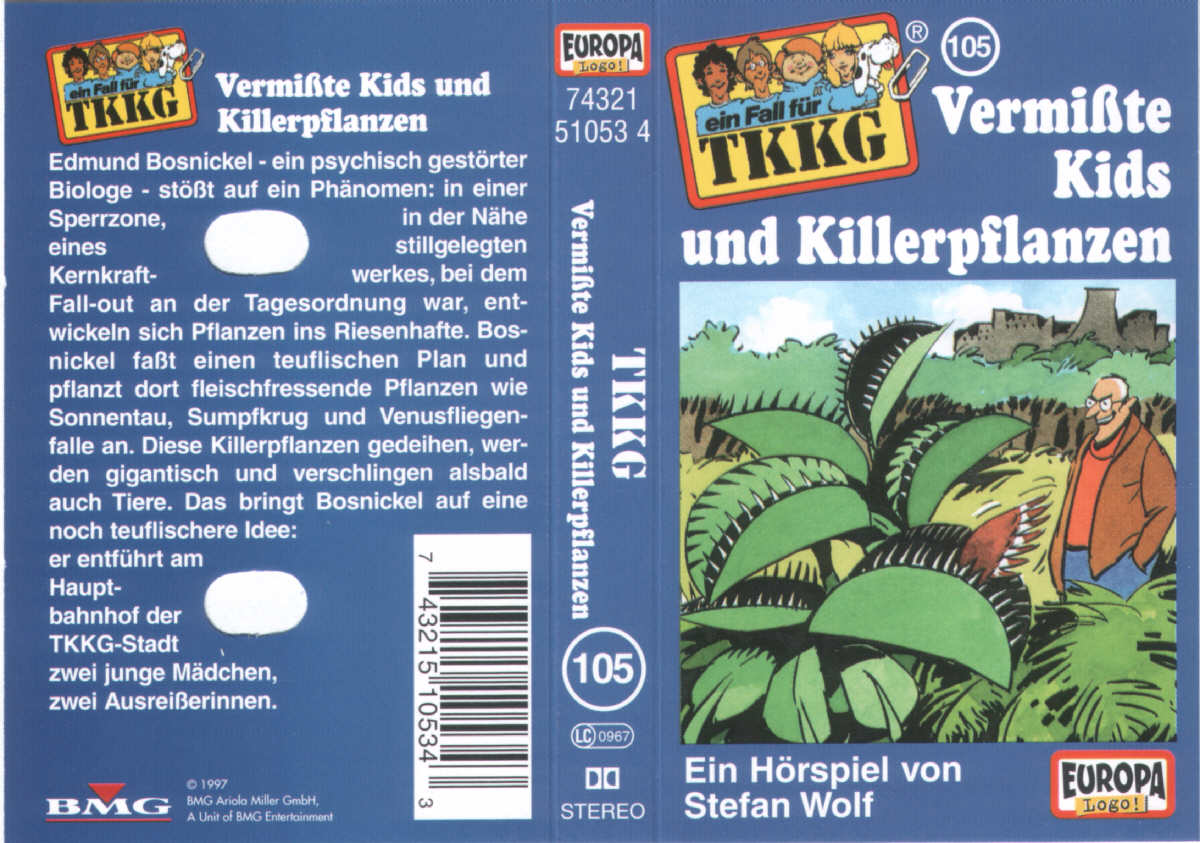 ein Fall für
TKKG
Vermißte Kids und
Killerpflanzen
Edmund Bosnickel - ein psychisch gestörter
Biologe - stößt auf ein Phänomen: in einer
Sperrzone, in der Nähe
eines stillgelegten
Kernkraft- werkes, bei dem
Fall-out an der Tagesordnung war, ent-
wickeln sich Pflanzen ins Riesenhafte. Bos-
nickel faßt einen teuflischen Plan und
pflanzt dort fleischfressende Pflanzen wie
Sonnentau, Sumpfkrug und Venusfliegen-
falle an. Diese Killerpflanzen gedeihen, wer-
den gigantisch und verschlingen alsbald
auch Tiere. Das bringt Bosnickel auf eine
noch teuflischere Idee:
er entführt am
Haupt-
bahnhof der
TKKG-Stadt
zwei junge Mädchen,
zwei Ausreißerinnen.
BMG
© 1997
BMG Ariola Miller GmbH,
A Unit of BMG Entertainment
7 43215 10534 3
EUROPA
Logo!
74321
51053 4
TKKG
Vermißte Kids und Killerpflanzen
105
LC 0967
STEREO
ein Fall für
TKKG
®
105
Vermißte
Kids
und Killerpflanzen
Ein Hörspiel von
Stefan Wolf
EUROPA
Logo!